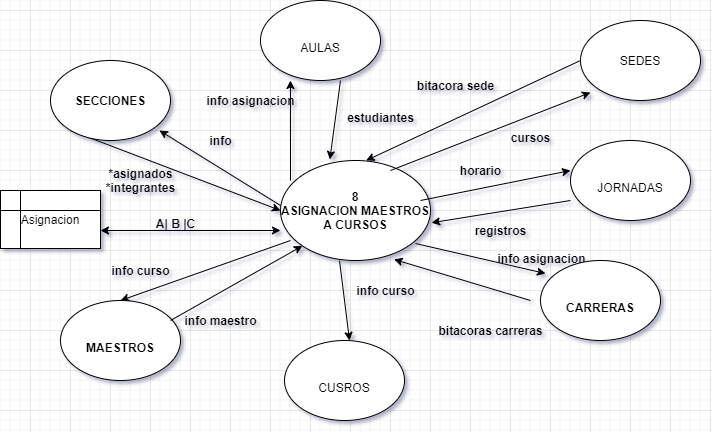 AULAS
SEDES
bitacora sede
SECCIONES
info asignacion
estudiantes
info
cursos
*asignados
*integrantes
horario
JORNADAS
8
ASIGNACION MAESTROS
A CURSOS
Asignacion
A| B |C
registros
info asignacion
info curso
info curso
CARRERAS
info maestro
bitacoras carreras
MAESTROS
CUSROS